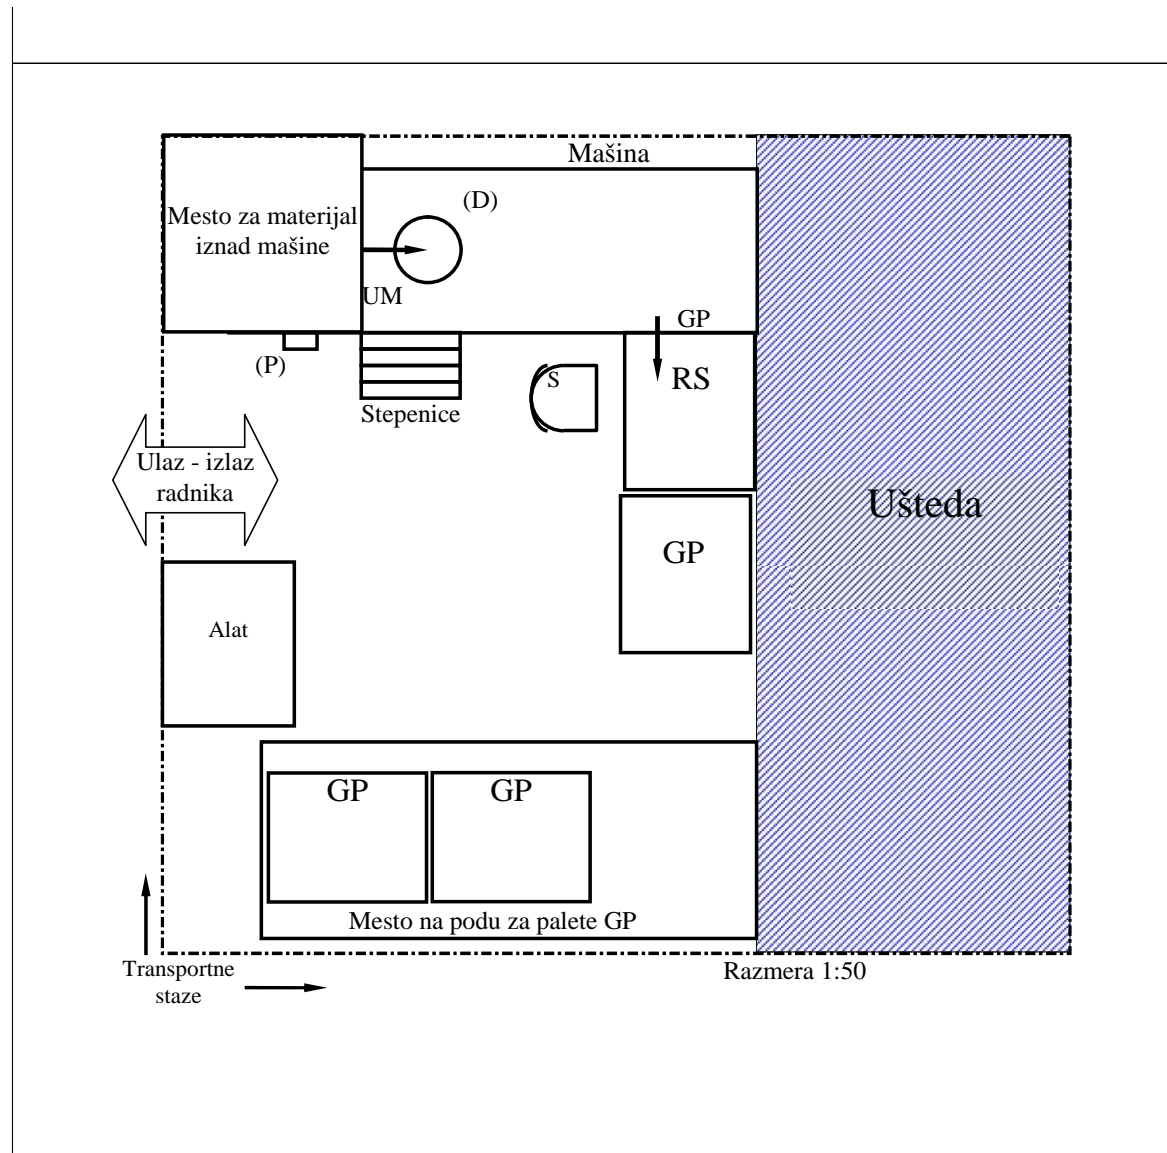 Mašina
(D)
Mesto za materijal
iznad mašine
UM
GP
(P)
S
RS
Stepenice
Ulaz - izlaz
radnika
Ušteda
GP
Alat
GP
GP
Mesto na podu za palete GP
Transportne
staze
Razmera 1:50